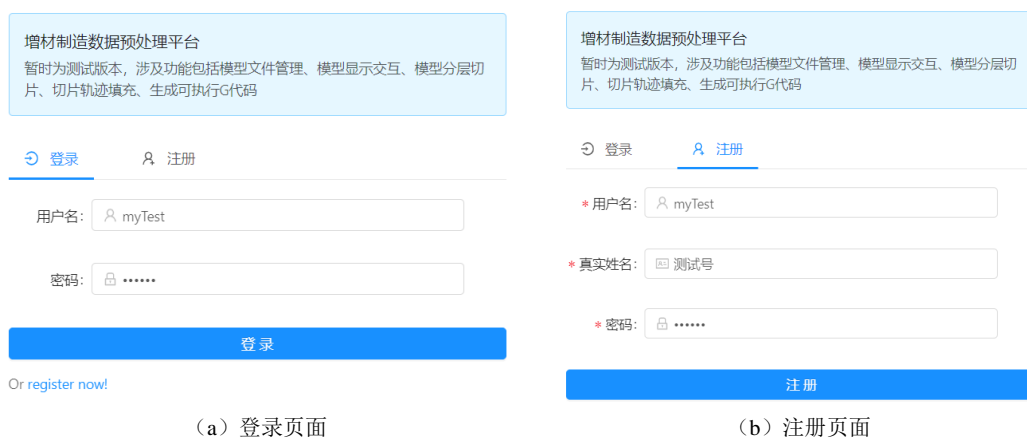 增材制造数据预处理平台
暂时为测试版本，涉及功能包括模型文件管理、模型显示交互、模型分层切
片、切片轨迹填充、生成可执行G代码
登录
注册
用户名：
myTest
密码：
••••••
登 录
Or register now!
（a）登录页面
增材制造数据预处理平台
暂时为测试版本，涉及功能包括模型文件管理、模型显示交互、模型分层切
片、切片轨迹填充、生成可执行G代码
登录
注册
* 用户名：
myTest
* 真实姓名：
测试号
* 密码：
••••••
注 册
（b）注册页面